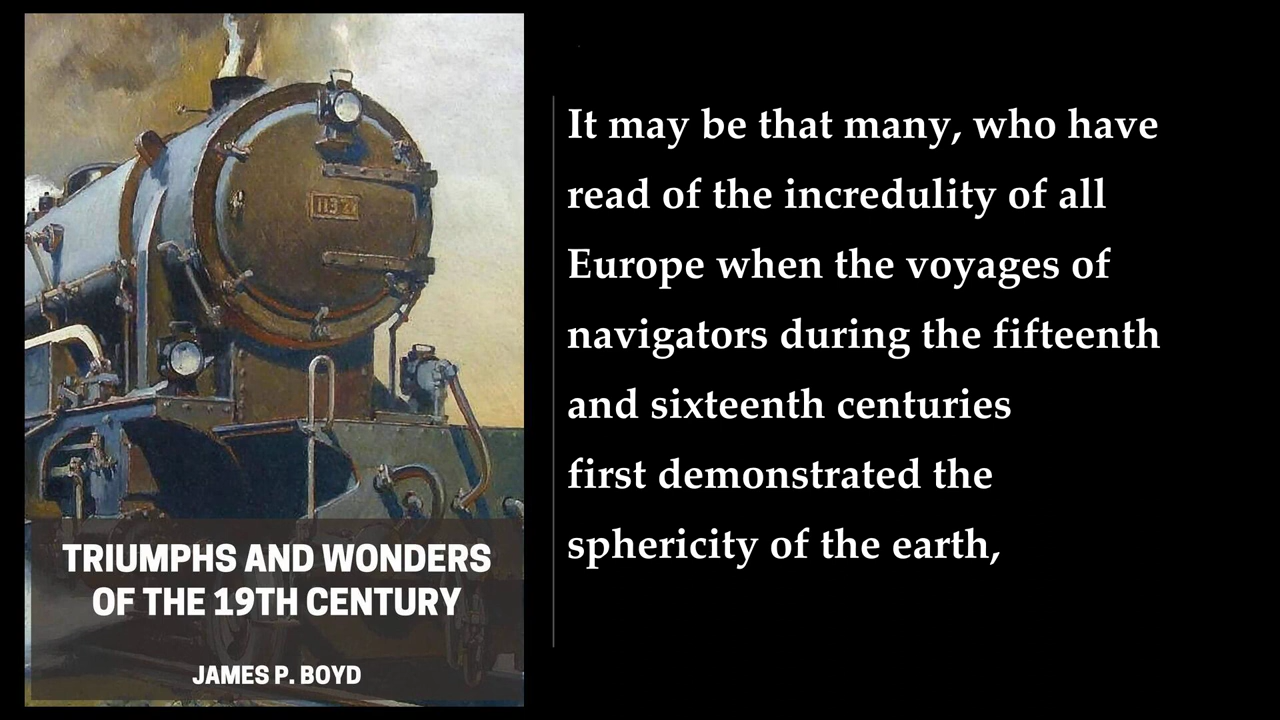 TRIUMPHS AND WONDERS
OF THE 19TH CENTURY
JAMES P. BOYD
It may be that many, who have
read of the incredulity of all
Europe when the voyages of
navigators during the fifteenth
and sixteenth centuries
first demonstrated the
sphericity of the earth,